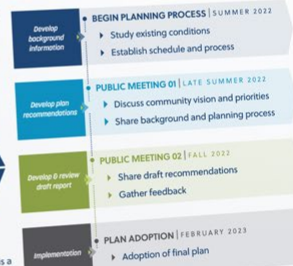 Develop background information
BEGIN PLANNING PROCESS | SUMMER 2022
Study existing conditions
Establish schedule and process
Develop plan recommendations
PUBLIC MEETING 01 | LATE SUMMER 2022
Discuss community vision and priorities
Share background and planning process
Develop & review draft report
PUBLIC MEETING 02 | FALL 2022
Share draft recommendations
Gather feedback
Implementation
PLAN ADOPTION | FEBRUARY 2023
Adoption of final plan
s a